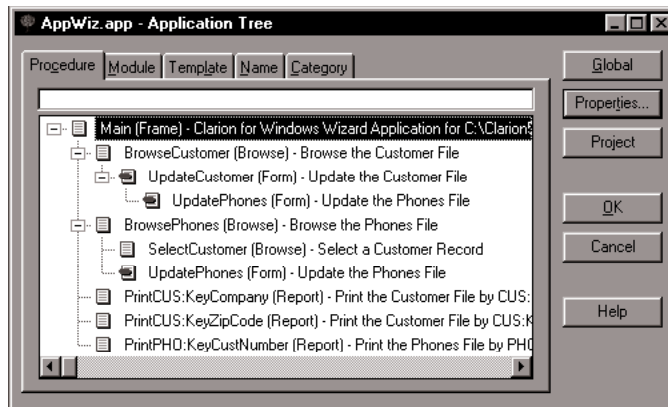 AppWiz.app - Application Tree
Procedure Module Template Name Category
Main (Frame) - Clarion for Windows Wizard Application for C:\Clarion5
BrowseCustomer (Browse) - Browse the Customer File
UpdateCustomer (Form) - Update the Customer File
UpdatePhones (Form) - Update the Phones File
BrowsePhones (Browse) - Browse the Phones File
SelectCustomer (Browse) - Select a Customer Record
UpdatePhones (Form) - Update the Phones File
PrintCUS:KeyCompany (Report) - Print the Customer File by CUS:
PrintCUS:KeyZipCode (Report) - Print the Customer File by CUS:K
PrintPHO:KeyCustNumber (Report) - Print the Phones File by PHO
Global
Properties...
Project
OK
Cancel
Help